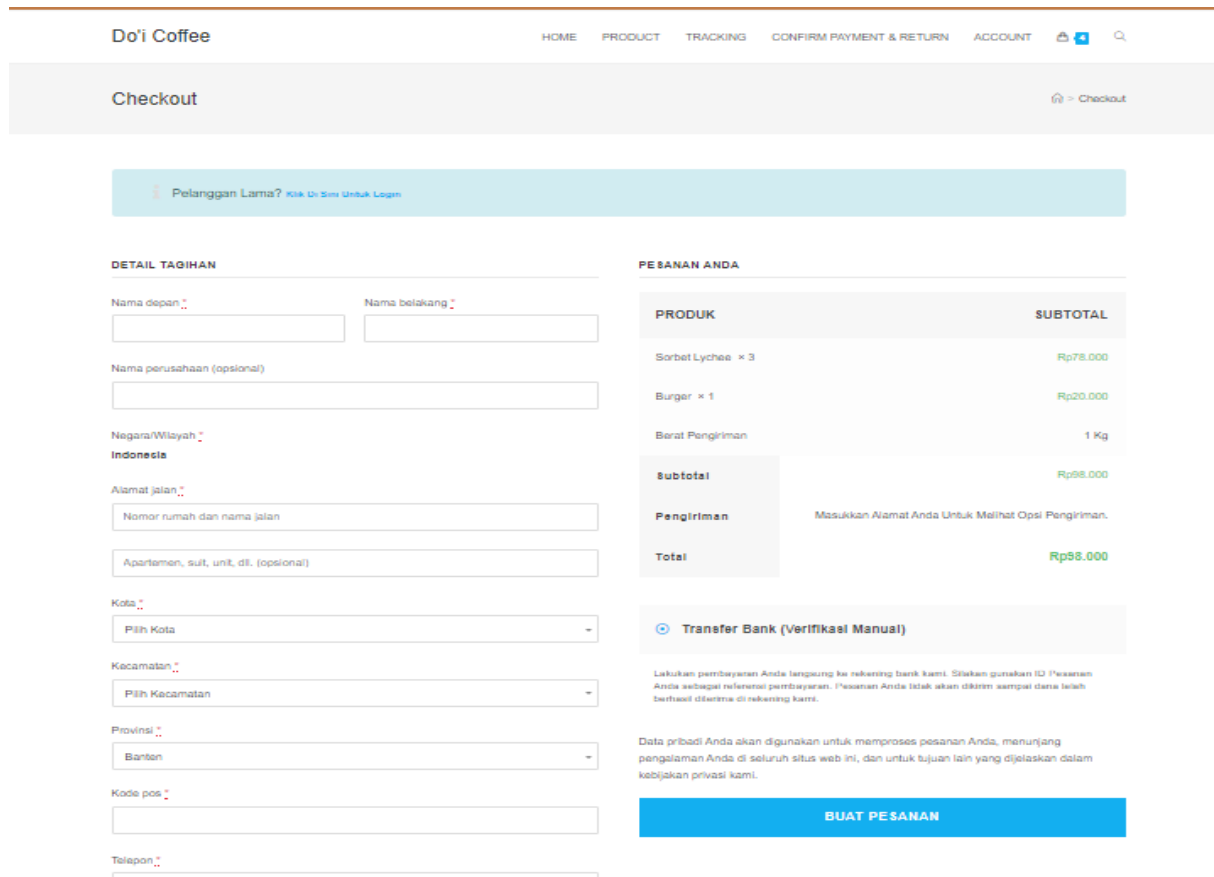 Do'i Coffee
HOME PRODUCT TRACKING CONFIRM PAYMENT & RETURN ACCOUNT 4
Checkout
> Checkout
Pelanggan Lama? Klik Di Sini Untuk Login
DETAIL TAGIHAN
Nama depan * Nama belakang *
Nama perusahaan (opsional)
Negara/Wilayah *
Indonesia
Alamat jalan *
Nomor rumah dan nama jalan
Apartemen, suit, unit, dll. (opsional)
Kota *
Pilih Kota
Kecamatan *
Pilih Kecamatan
Provinsi *
Banten
Kode pos *
Telepon *
PESANAN ANDA
PRODUK SUBTOTAL
Sorbet Lychee × 3 Rp78.000
Burger × 1 Rp20.000
Berat Pengiriman 1 Kg
Subtotal Rp98.000
Pengiriman Masukkan Alamat Anda Untuk Melihat Opsi Pengiriman.
Total Rp98.000
Transfer Bank (Verifikasi Manual)
Lakukan pembayaran Anda langsung ke rekening bank kami. Silakan gunakan ID Pesanan
Anda sebagai referensi pembayaran. Pesanan Anda tidak akan dikirim sampai dana telah
berhasil diterima di rekening kami.
Data pribadi Anda akan digunakan untuk memproses pesanan Anda, menunjang
pengalaman Anda di seluruh situs web ini, dan untuk tujuan lain yang dijelaskan dalam
kebijakan privasi kami.
BUAT PESANAN